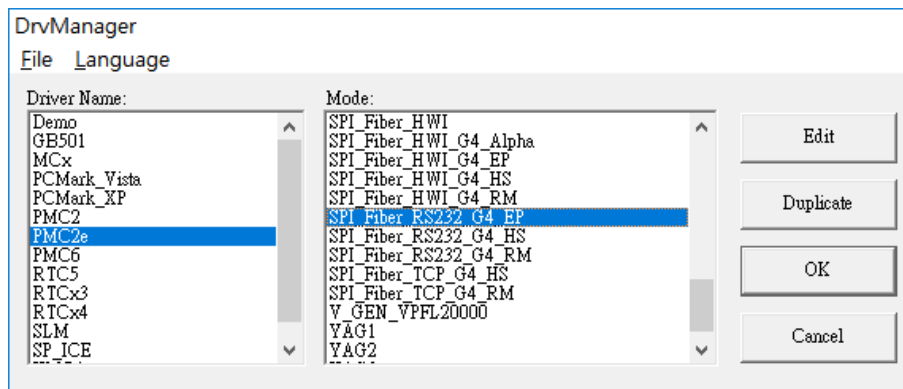 DrvManager
File Language
Driver Name:
Demo
GB501
MCx
PCMark_Vista
PCMark_XP
PMC2
PMC2e
PMC6
RTC5
RTCx3
RTCx4
SLM
SP_ICE
Mode:
SPI_Fiber_HWI
SPI_Fiber_HWI_G4_Alpha
SPI_Fiber_HWI_G4_EP
SPI_Fiber_HWI_G4_HS
SPI_Fiber_HWI_G4_RM
SPI_Fiber_RS232_G4_EP
SPI_Fiber_RS232_G4_HS
SPI_Fiber_RS232_G4_RM
SPI_Fiber_TCP_G4_HS
SPI_Fiber_TCP_G4_RM
V_GEN_VPFL20000
YAG1
YAG2
Edit
Duplicate
OK
Cancel